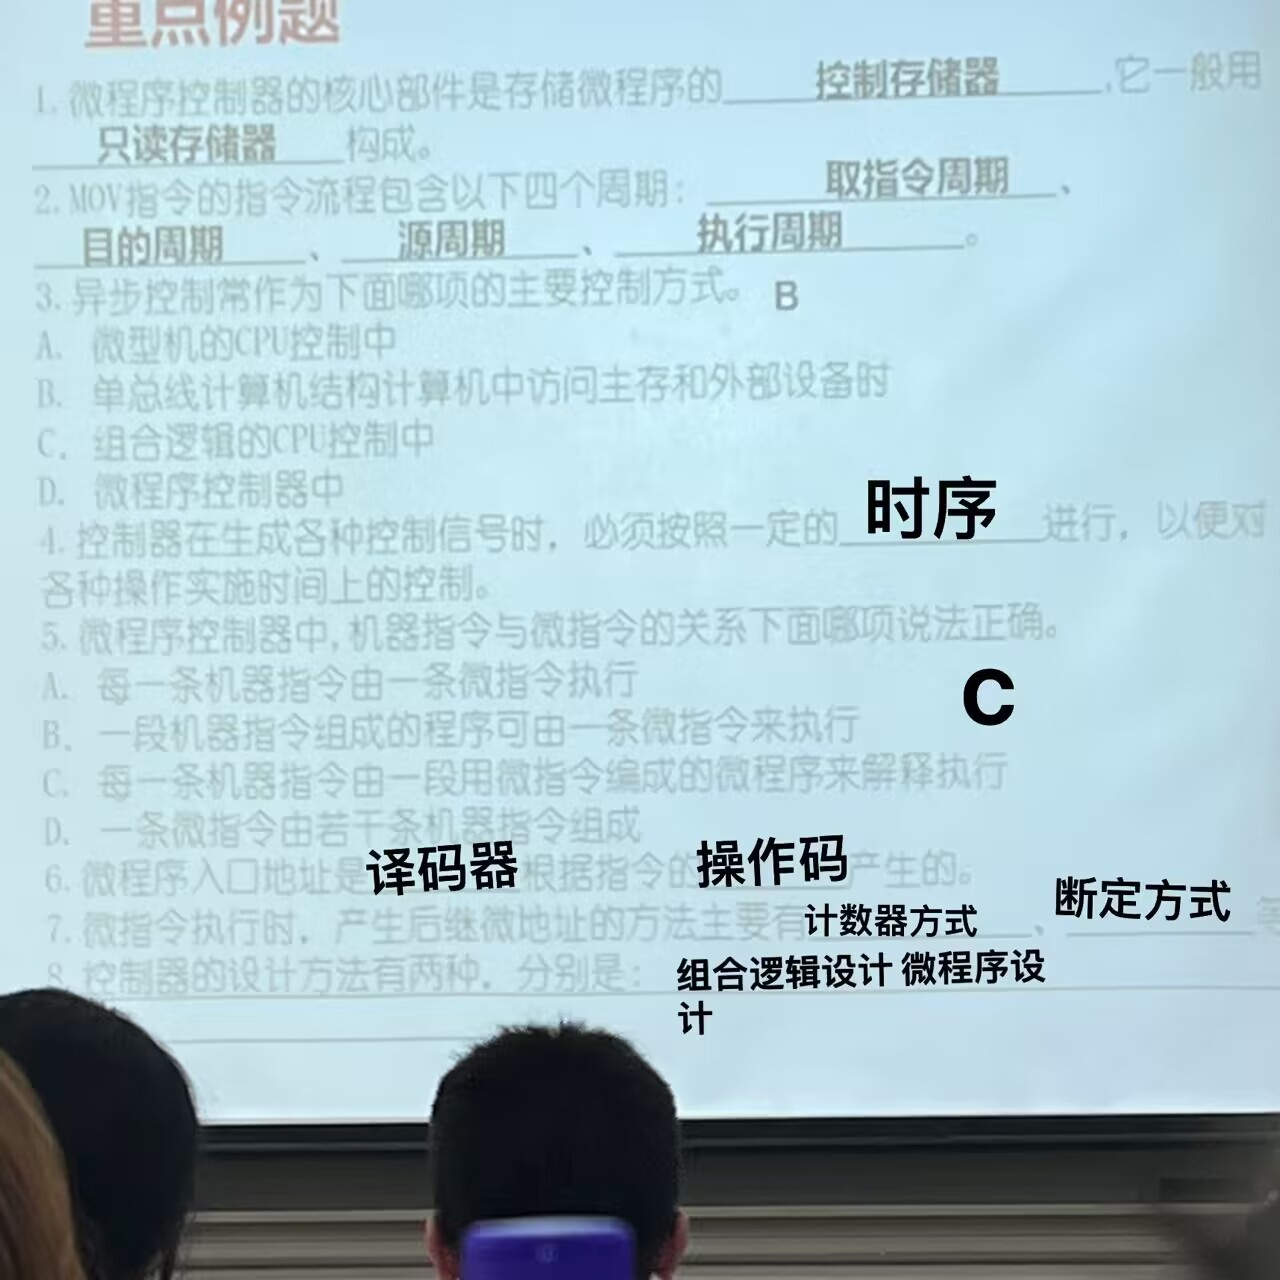 重点例题
1. 微程序控制器的核心部件是存储微程序的 控制存储器 ,它一般用
只读存储器 构成。
2. MOV指令的指令流程包含以下四个周期: 取指令周期 、
目的周期 、 源周期 、 执行周期 。
3. 异步控制常作为下面哪项的主要控制方式。 B
A. 微型机的CPU控制中
B. 单总线计算机结构计算机中访问主存和外部设备时
C. 组合逻辑的CPU控制中
D. 微程序控制器中
4. 控制器在生成各种控制信号时, 必须按照一定的 时序 进行, 以便对
各种操作实施时间上的控制。
5. 微程序控制器中,机器指令与微指令的关系下面哪项说法正确。
C
A. 每一条机器指令由一条微指令执行
B. 一段机器指令组成的程序可由一条微指令来执行
C. 每一条机器指令由一段用微指令编成的微程序来解释执行
D. 一条微指令由若干条机器指令组成
6. 微程序入口地址是 译码器 根据指令的 操作码 产生的。
7. 微指令执行时, 产生后继微地址的方法主要有 计数器方式 、 断定方式 等
8. 控制器的设计方法有两种, 分别是: 组合逻辑设计 微程序设
计